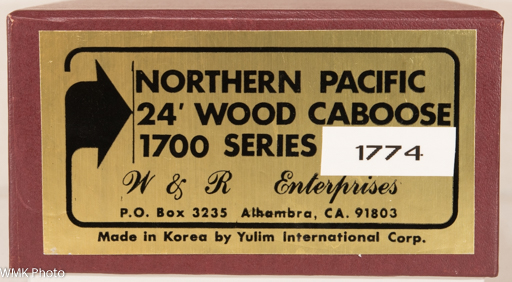 NORTHERN PACIFIC
24' WOOD CABOOSE
1700 SERIES 1774
W & R Enterprises
P.O. Box 3235 Alhambra, CA. 91803
Made in Korea by Yulim International Corp.
WMK Photo